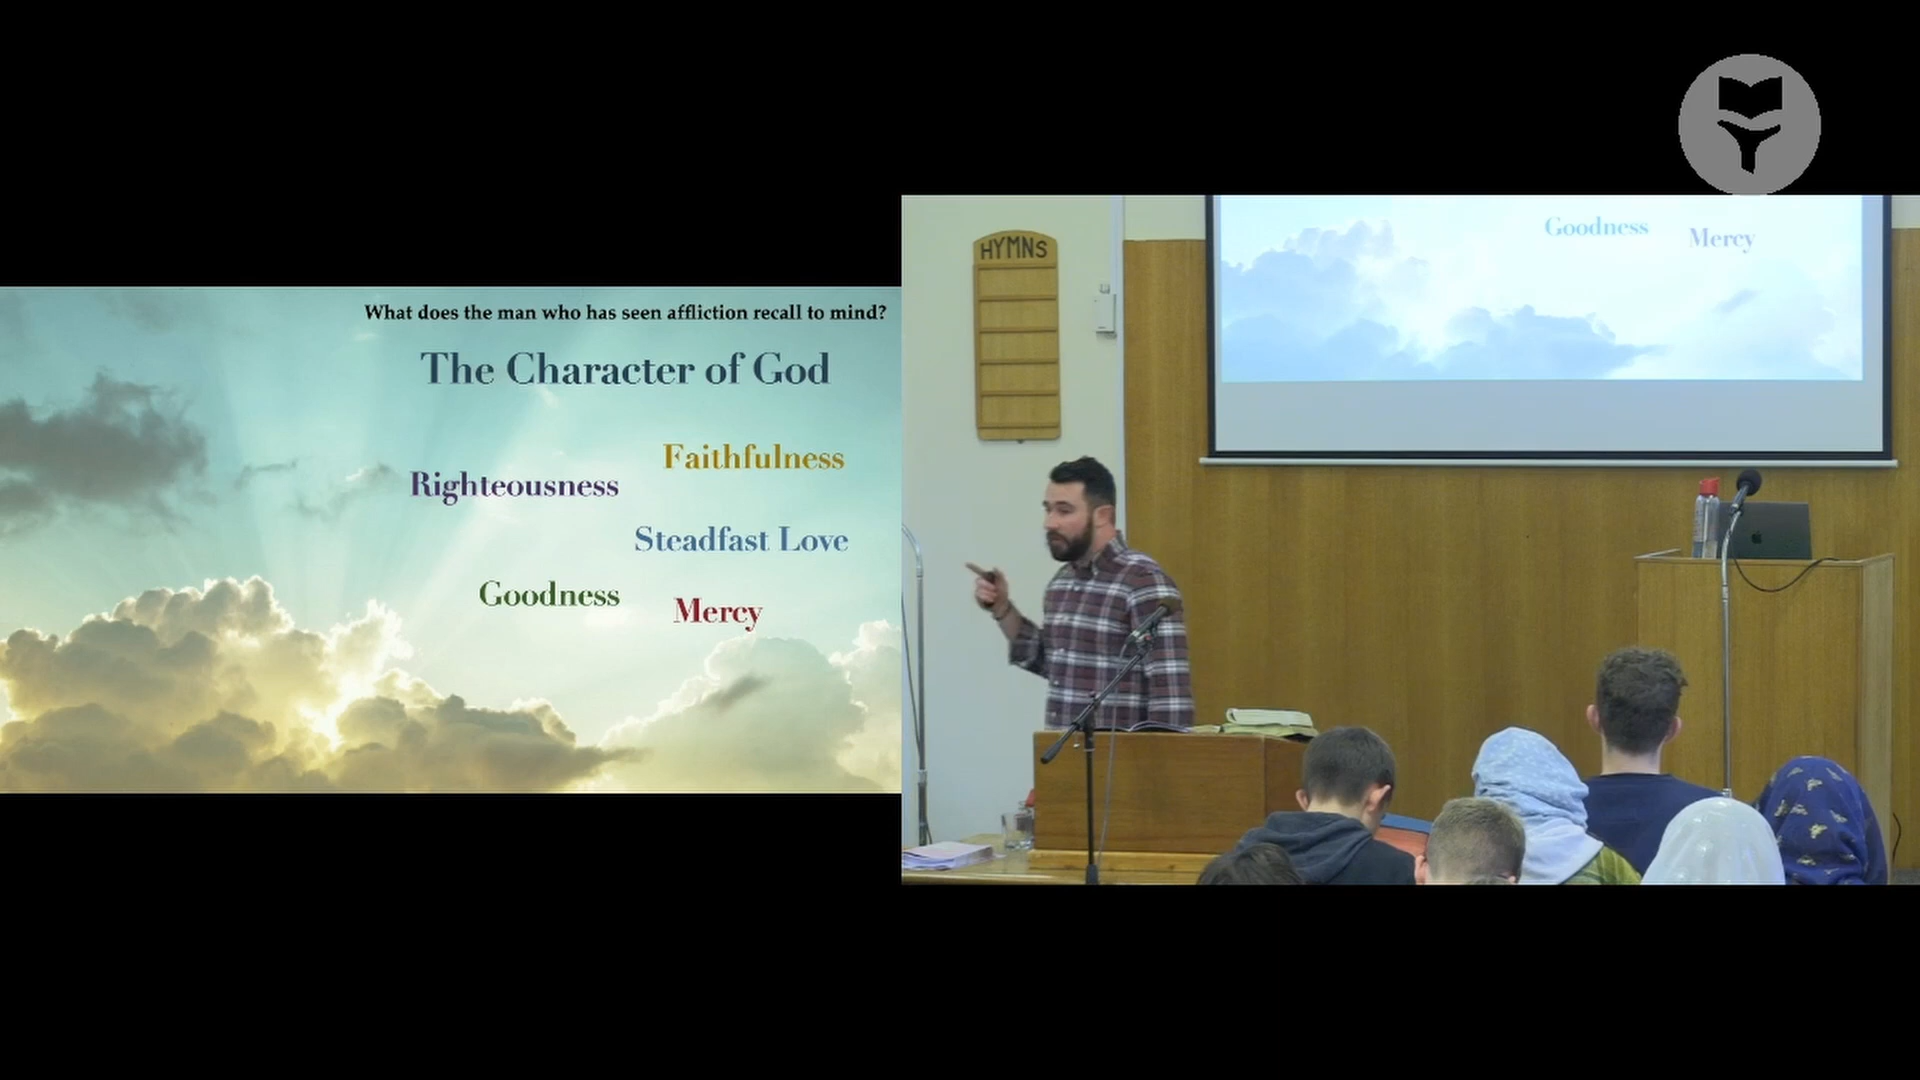 What does the man who has seen affliction recall to mind?
The Character of God
Faithfulness
Righteousness
Steadfast Love
Goodness
Mercy
HYMNS
Goodness
Mercy